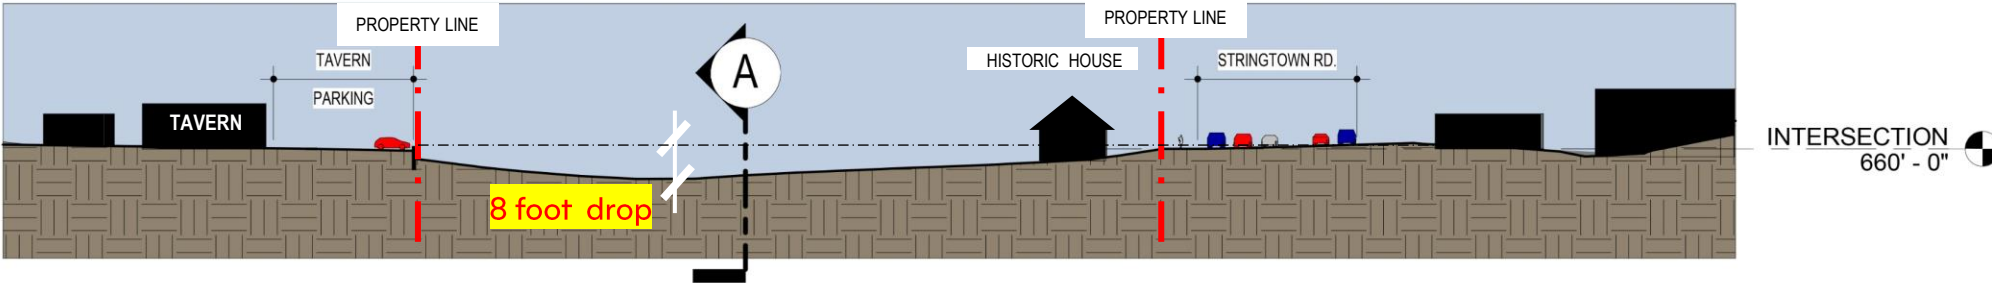 PROPERTY LINE
PROPERTY LINE
TAVERN
PARKING
HISTORIC HOUSE
STRINGTOWN RD.
A
TAVERN
INTERSECTION
660' - 0"
8 foot drop